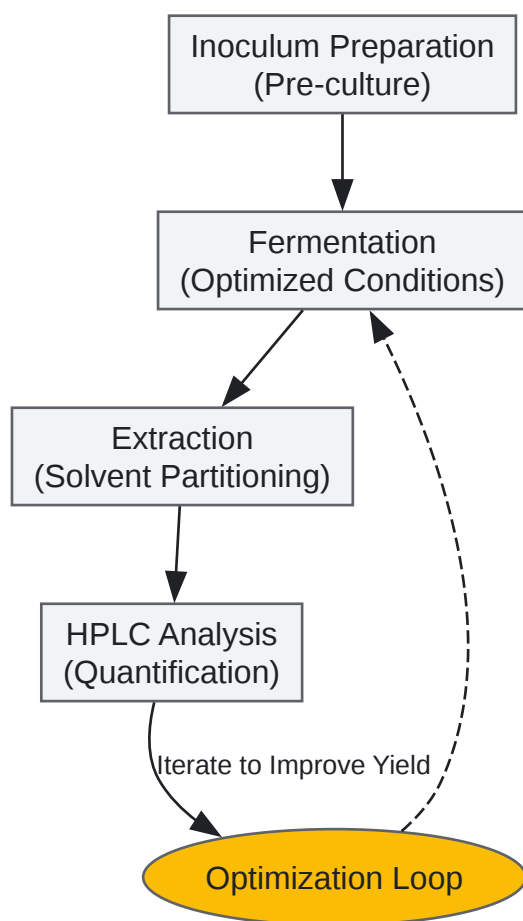 Inoculum Preparation
(Pre-culture)
Fermentation
(Optimized Conditions)
Extraction
(Solvent Partitioning)
HPLC Analysis
(Quantification)
Iterate to Improve Yield
Optimization Loop